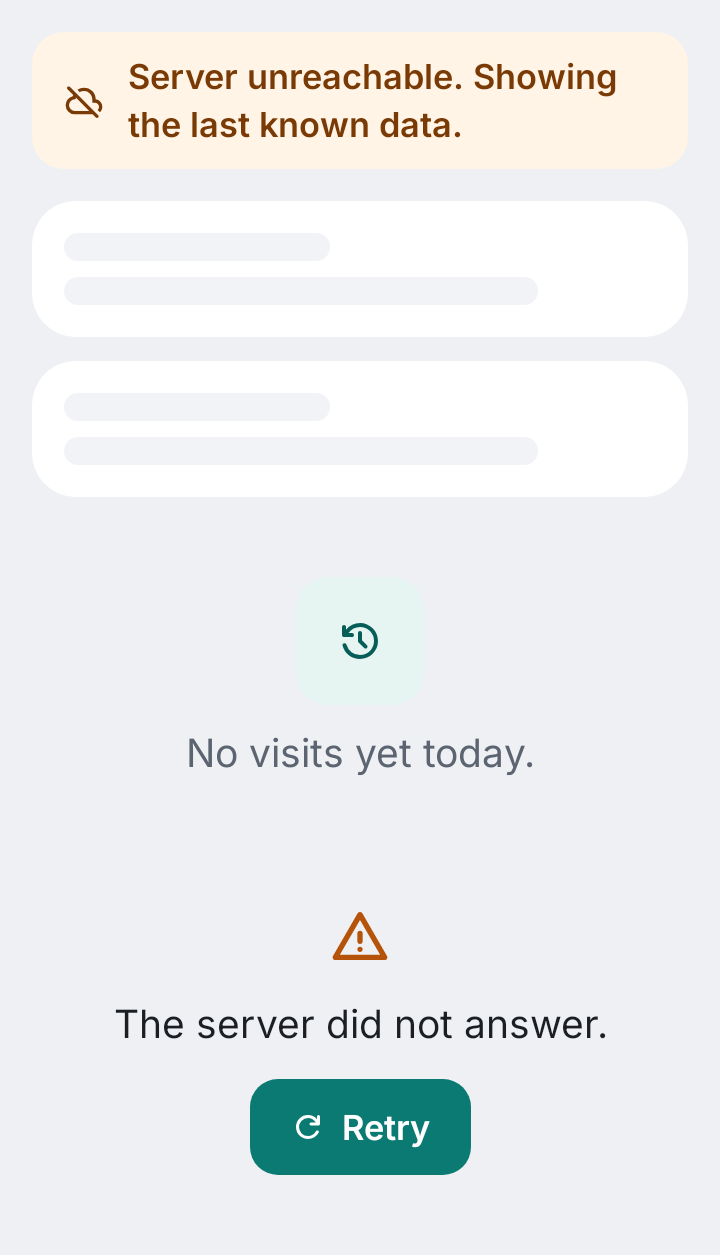 Server unreachable. Showing
the last known data.
No visits yet today.
The server did not answer.
Retry